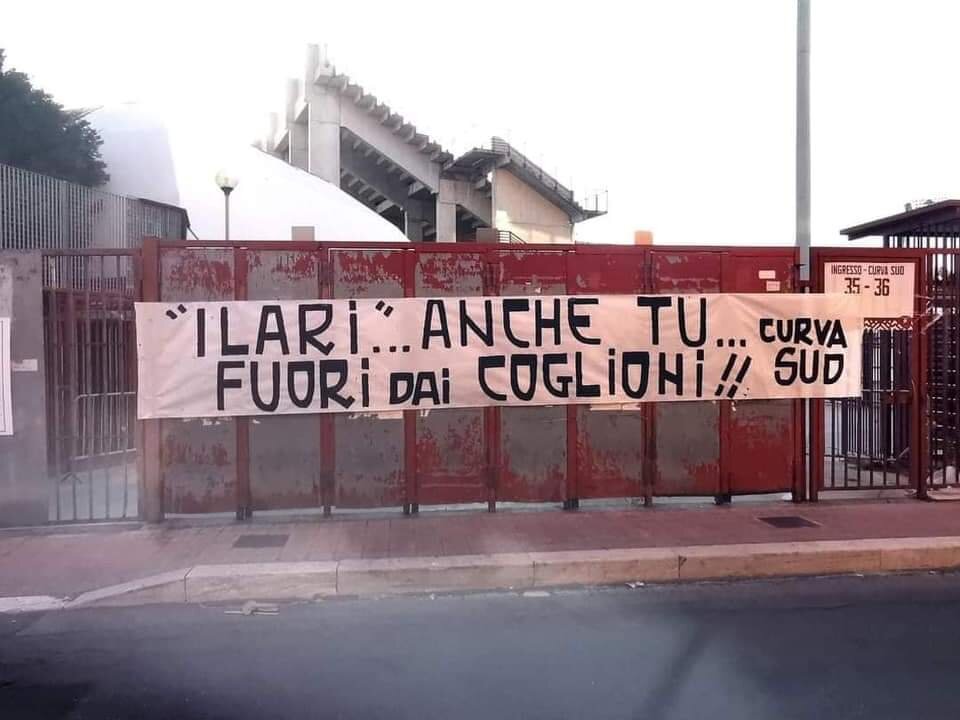 "ILARI"... ANCHE TU... CURVA
FUORI DAI COGLIONI!! SUD
INGRESSO - CURVA SUD
35 - 36